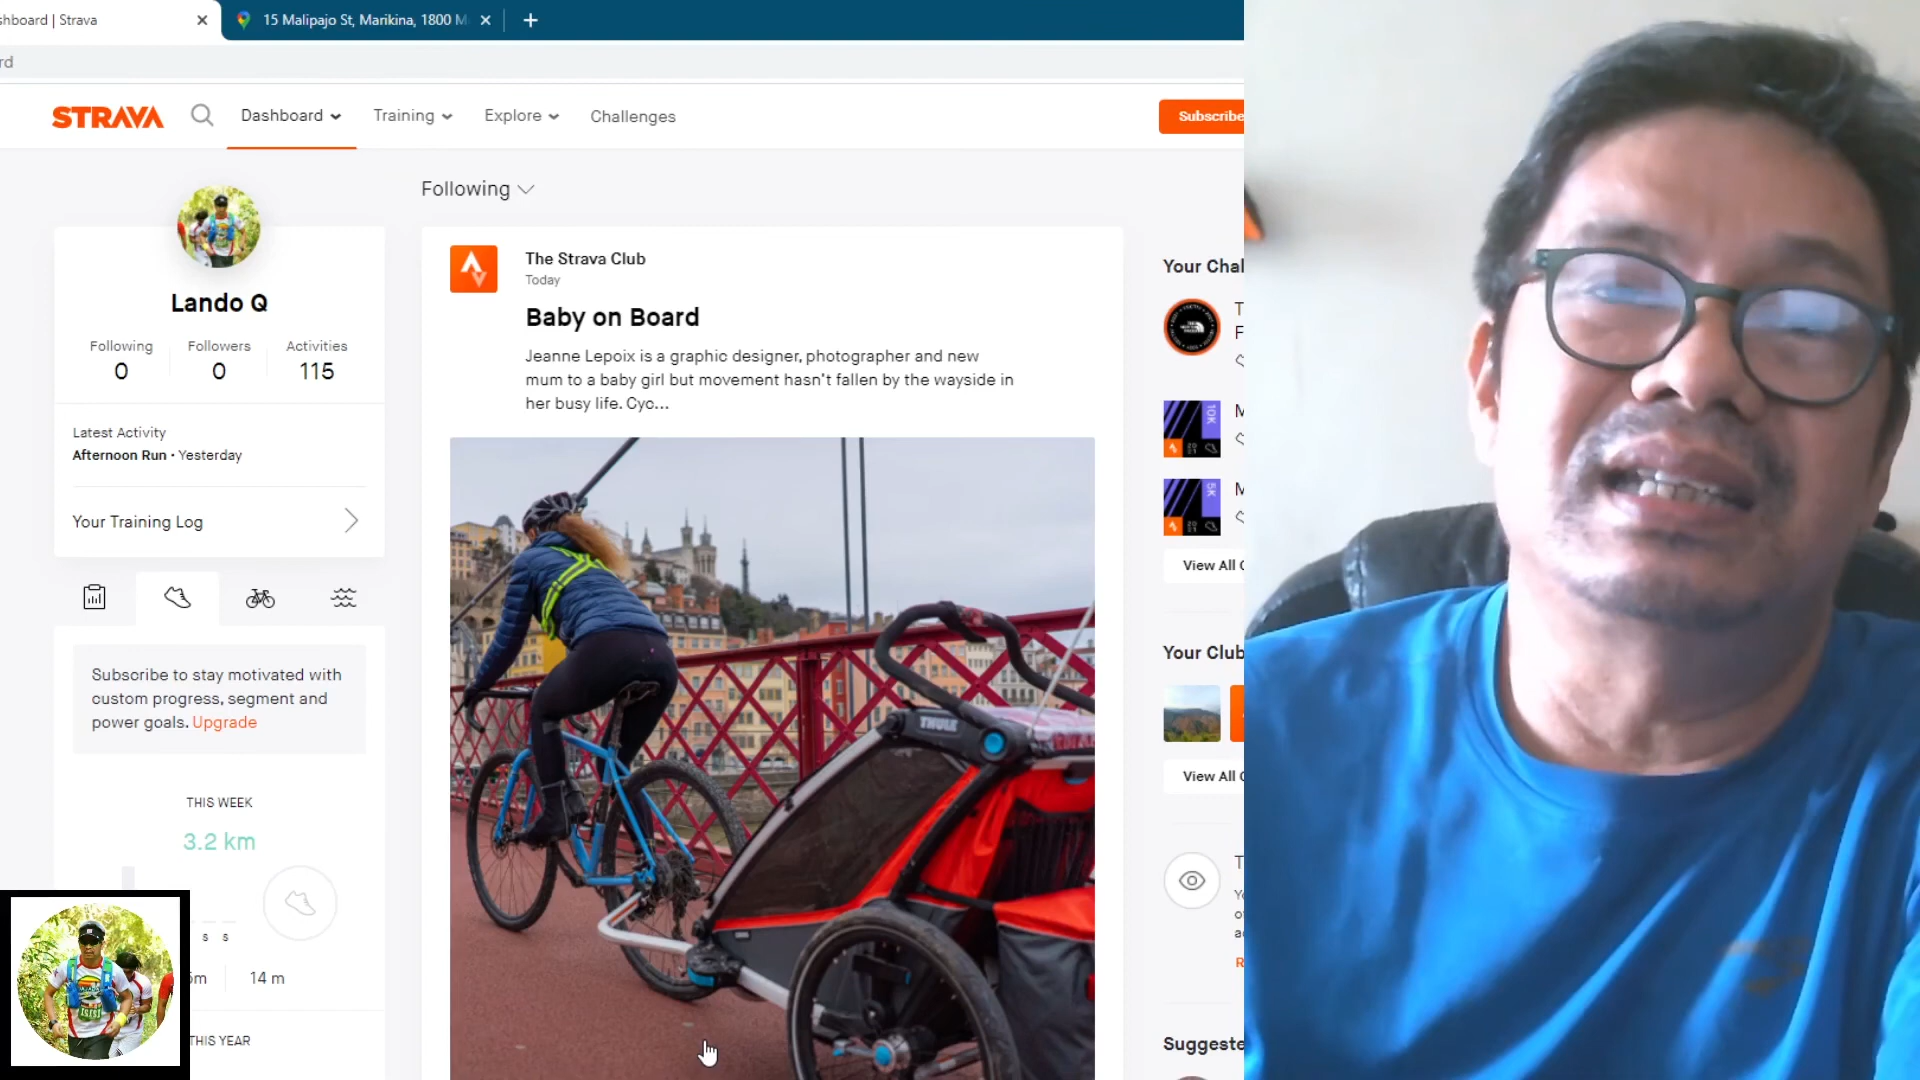 shboard | Strava
15 Malipajo St, Marikina, 1800 M
rd
STRAVA
Dashboard
Training
Explore
Challenges
Subscribe
Following
Lando Q
Following
Followers
Activities
0
0
115
Latest Activity
Afternoon Run • Yesterday
Your Training Log
Subscribe to stay motivated with
custom progress, segment and
power goals. Upgrade
THIS WEEK
3.2 km
S S
14 m
THIS YEAR
The Strava Club
Today
Baby on Board
Jeanne Lepoix is a graphic designer, photographer and new
mum to a baby girl but movement hasn't fallen by the wayside in
her busy life. Cyc...
THULE
Your Chal
T
F
10K
M
5K
M
View All C
Your Club
View All C
T
Suggeste